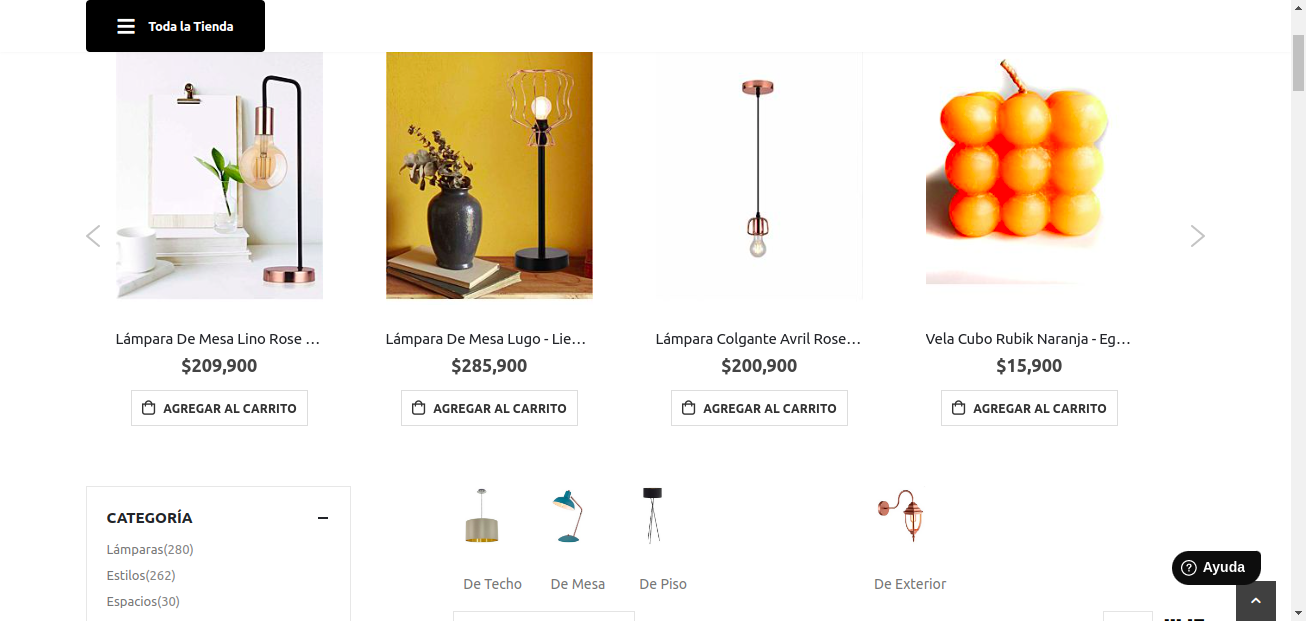 Toda la Tienda
Lámpara De Mesa Lino Rose ...
Lámpara De Mesa Lugo - Lie...
Lámpara Colgante Avril Rose...
Vela Cubo Rubik Naranja - Eg...
$209,900
$285,900
$200,900
$15,900
AGREGAR AL CARRITO
AGREGAR AL CARRITO
AGREGAR AL CARRITO
AGREGAR AL CARRITO
CATEGORÍA
Lámparas(280)
Estilos(262)
Espacios(30)
De Techo
De Mesa
De Piso
De Exterior
Ayuda